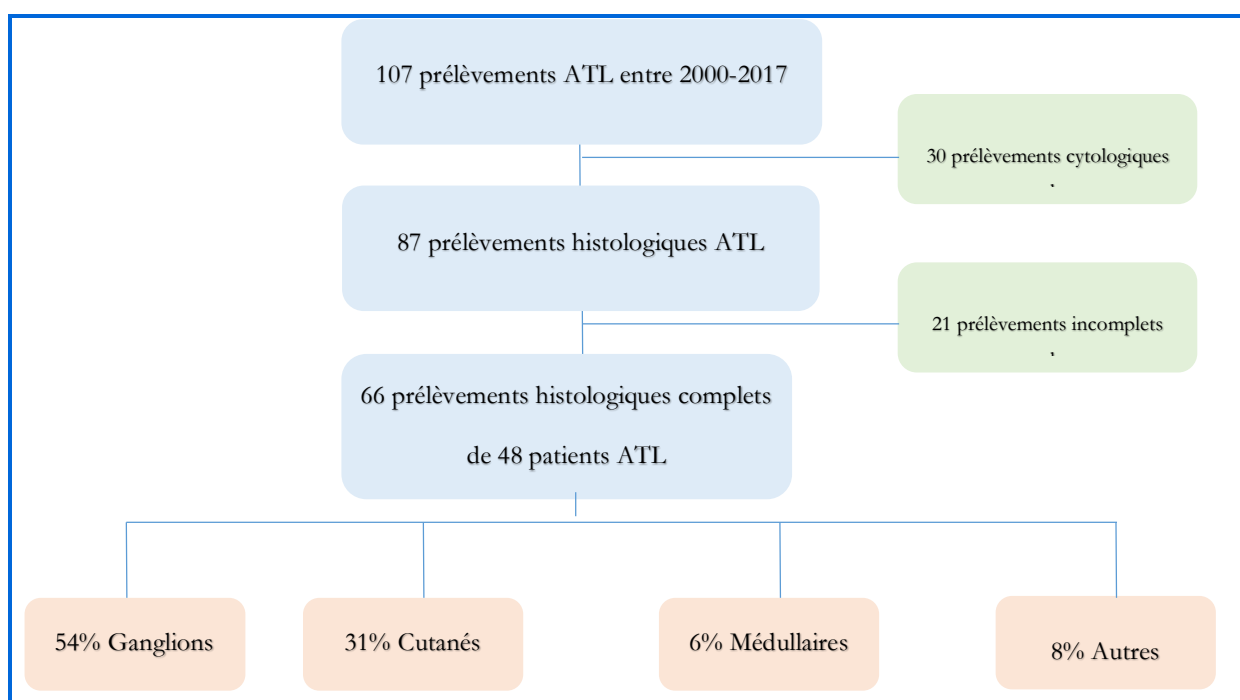 107 prélèvements ATL entre 2000-2017
30 prélèvements cytologiques
87 prélèvements histologiques ATL
21 prélèvements incomplets
66 prélèvements histologiques complets
de 48 patients ATL
54% Ganglions
31% Cutanés
6% Médullaires
8% Autres